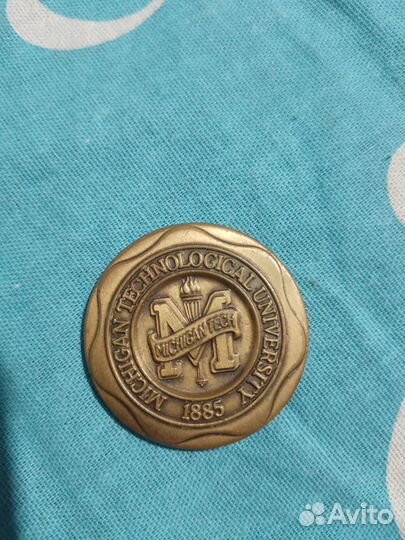 MICHIGAN TECHNOLOGICAL UNIVERSITY
M
MICHIGAN TECH
1885
Avito